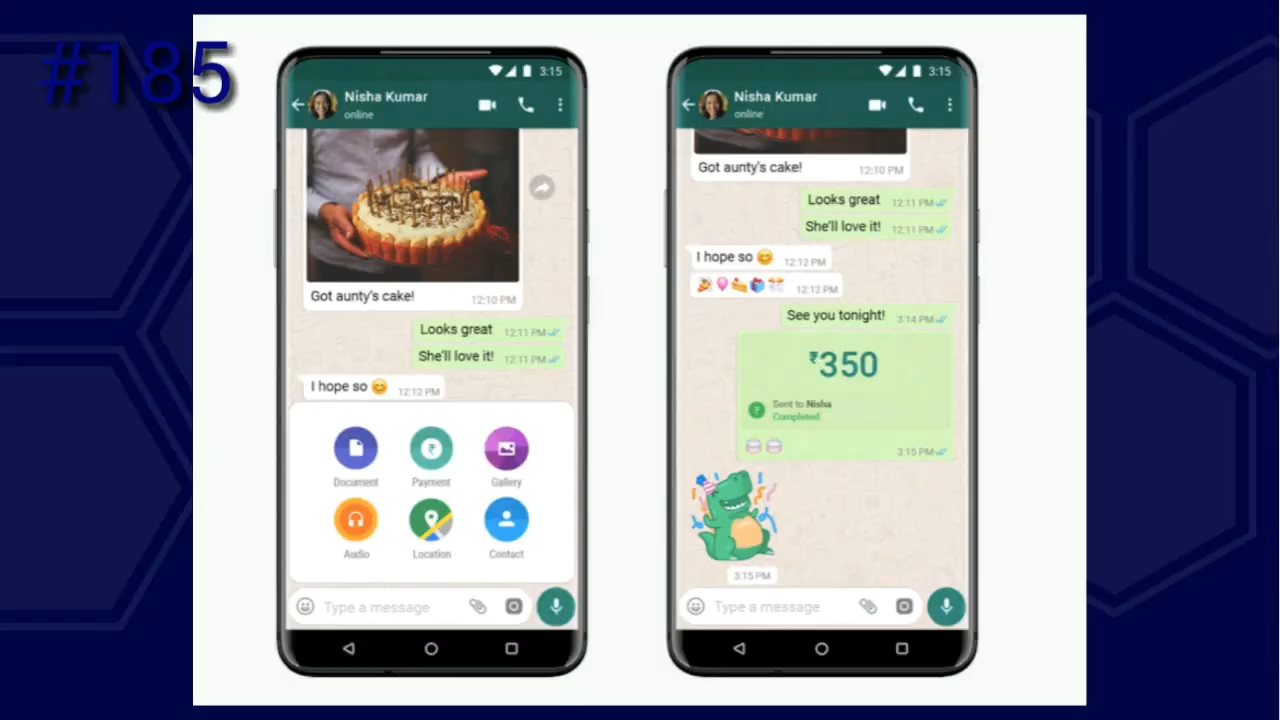 #185
3:15
Nisha Kumar
online
Got aunty's cake!
12:10 PM
Looks great 12:11 PM
She'll love it! 12:11 PM
I hope so 😊 12:12 PM
Document
Payment
Gallery
Audio
Location
Contact
Type a message
3:15
Nisha Kumar
online
Got aunty's cake!
12:10 PM
Looks great 12:11 PM
She'll love it! 12:11 PM
I hope so 😊 12:12 PM
🎉🎈🍰🎁🎊 12:12 PM
See you tonight! 3:14 PM
₹350
₹
Sent to Nisha
Completed
3:15 PM
3:15 PM
Type a message